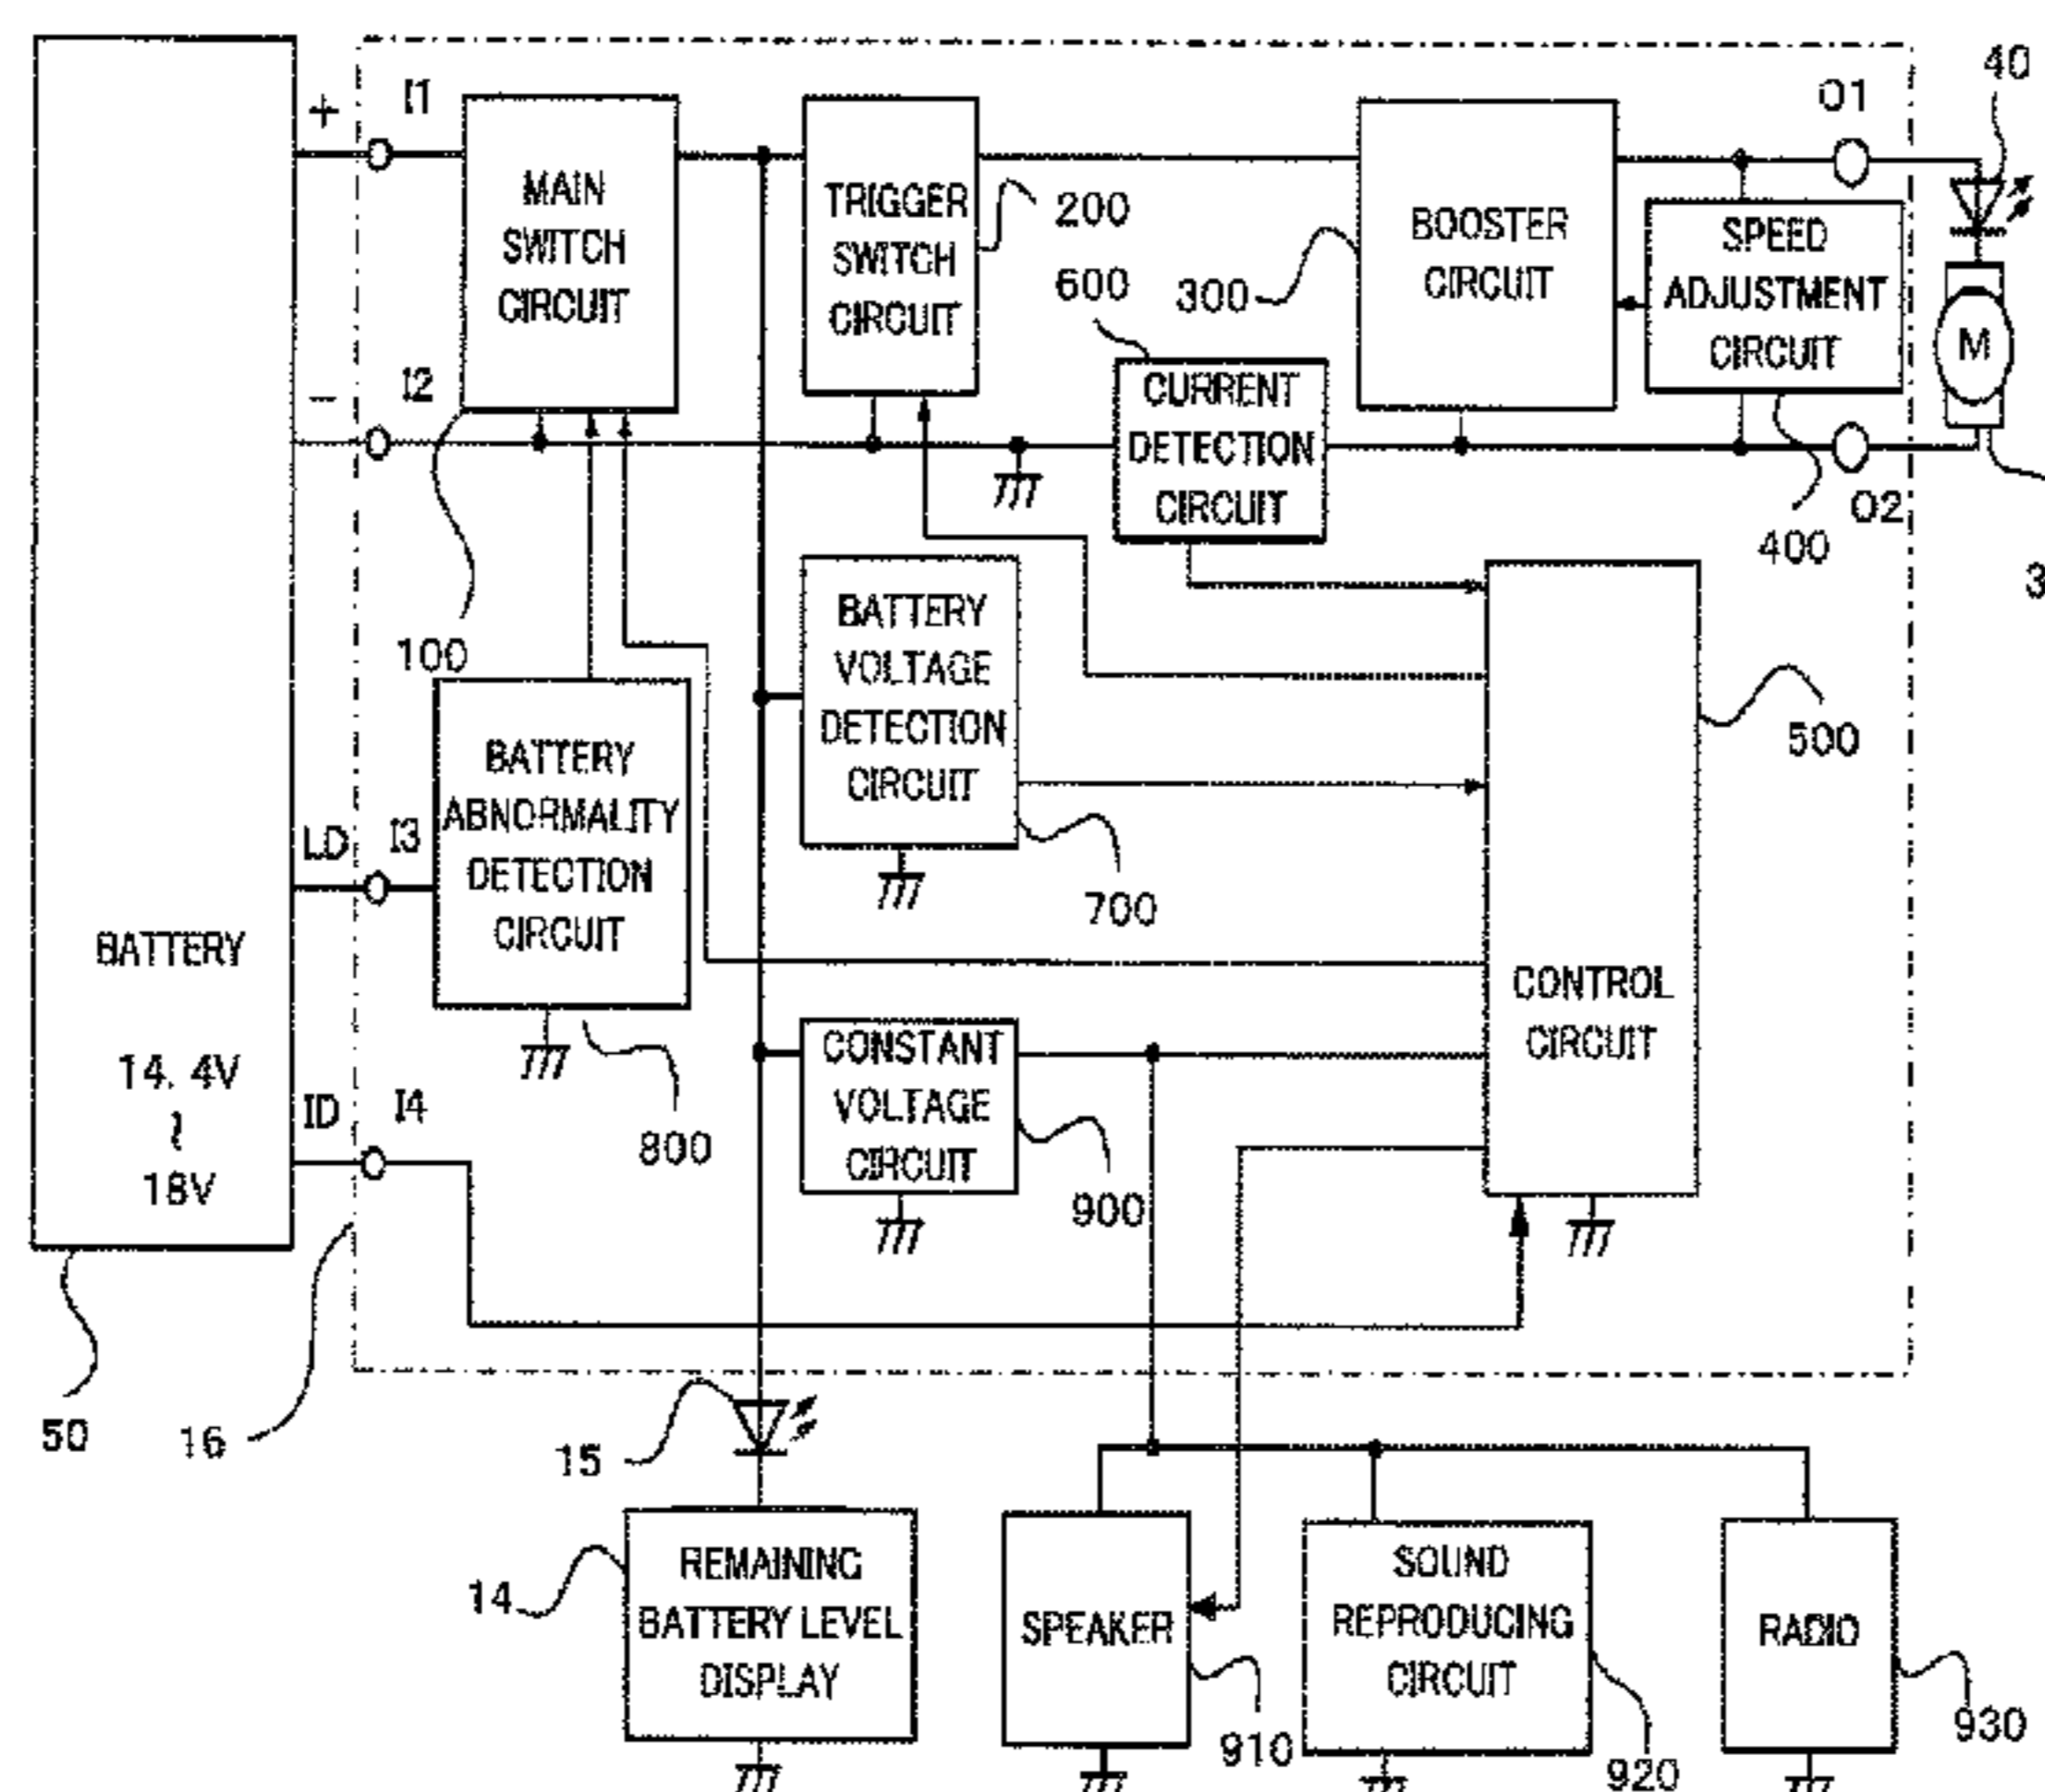 +
I1
MAIN
SWITCH
CIRCUIT
TRIGGER
SWITCH
CIRCUIT
200
BOOSTER
CIRCUIT
300
O1
40
SPEED
ADJUSTMENT
CIRCUIT
M
600
CURRENT
DETECTION
CIRCUIT
-
I2
O2
400
3
100
BATTERY
VOLTAGE
DETECTION
CIRCUIT
700
500
BATTERY
ABNORMALITY
DETECTION
CIRCUIT
LD
I3
BATTERY
14. 4V
~
18V
CONTROL
CIRCUIT
CONSTANT
VOLTAGE
CIRCUIT
900
ID
I4
800
50
16
15
14
REMAINING
BATTERY LEVEL
DISPLAY
SPEAKER
910
SOUND
REPRODUCING
CIRCUIT
920
RADIO
930